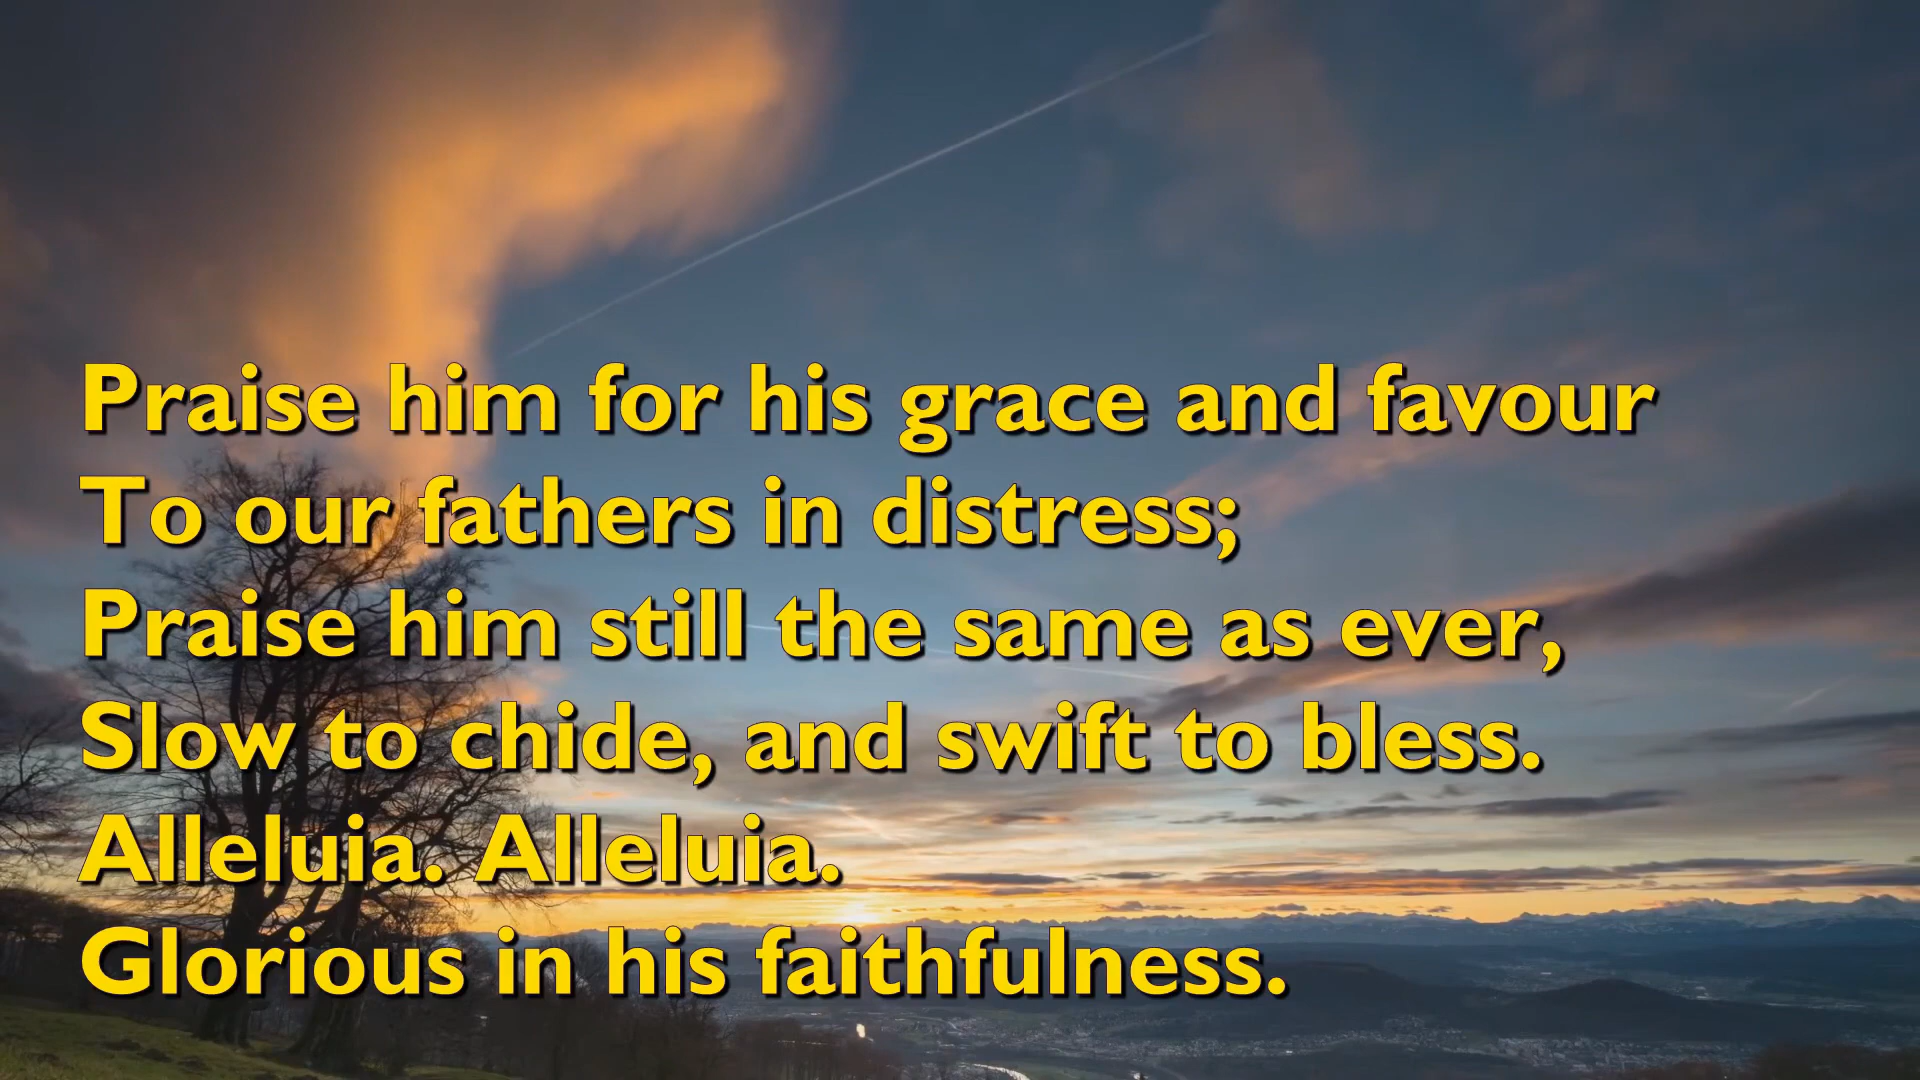 Praise him for his grace and favour
To our fathers in distress;
Praise him still the same as ever,
Slow to chide, and swift to bless.
Alleluia. Alleluia.
Glorious in his faithfulness.